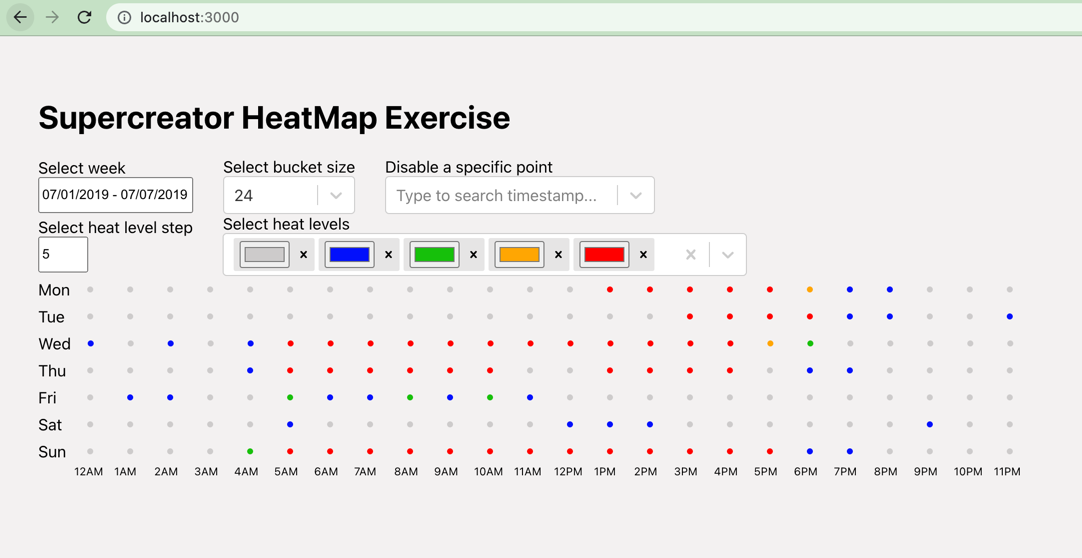 localhost:3000
Supercreator HeatMap Exercise
Select week
Select bucket size
Disable a specific point
07/01/2019 - 07/07/2019
24
Type to search timestamp...
Select heat level step
Select heat levels
5
Mon
Tue
Wed
Thu
Fri
Sat
Sun
12AM 1AM 2AM 3AM 4AM 5AM 6AM 7AM 8AM 9AM 10AM 11AM 12PM 1PM 2PM 3PM 4PM 5PM 6PM 7PM 8PM 9PM 10PM 11PM